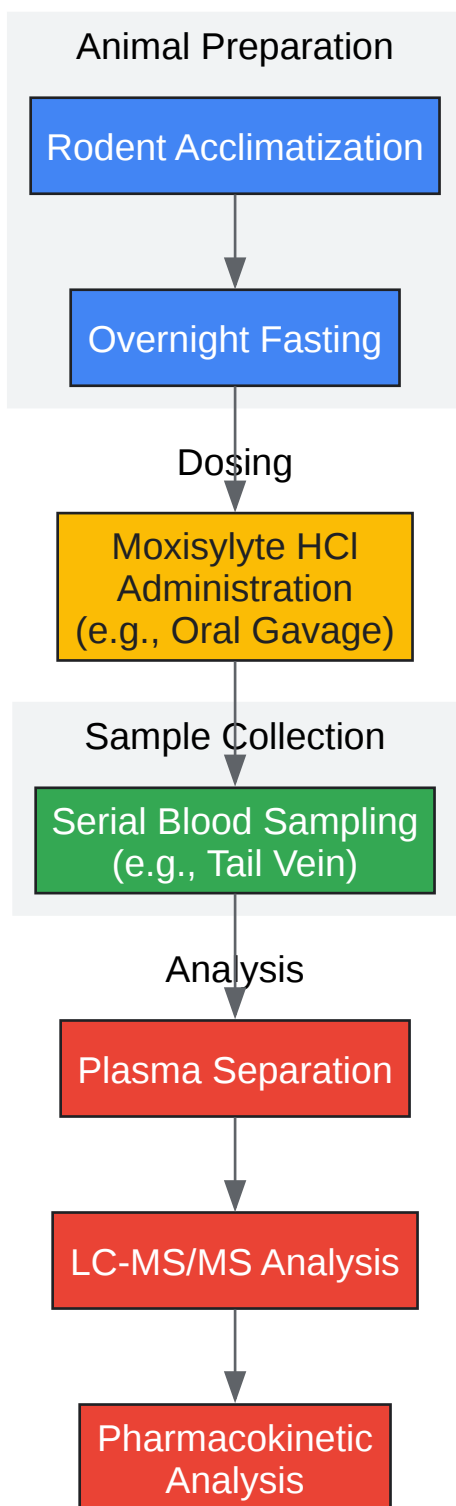 Animal Preparation
Rodent Acclimatization
Overnight Fasting
Dosing
Moxisylyte HCl
Administration
(e.g., Oral Gavage)
Sample Collection
Serial Blood Sampling
(e.g., Tail Vein)
Analysis
Plasma Separation
LC-MS/MS Analysis
Pharmacokinetic
Analysis